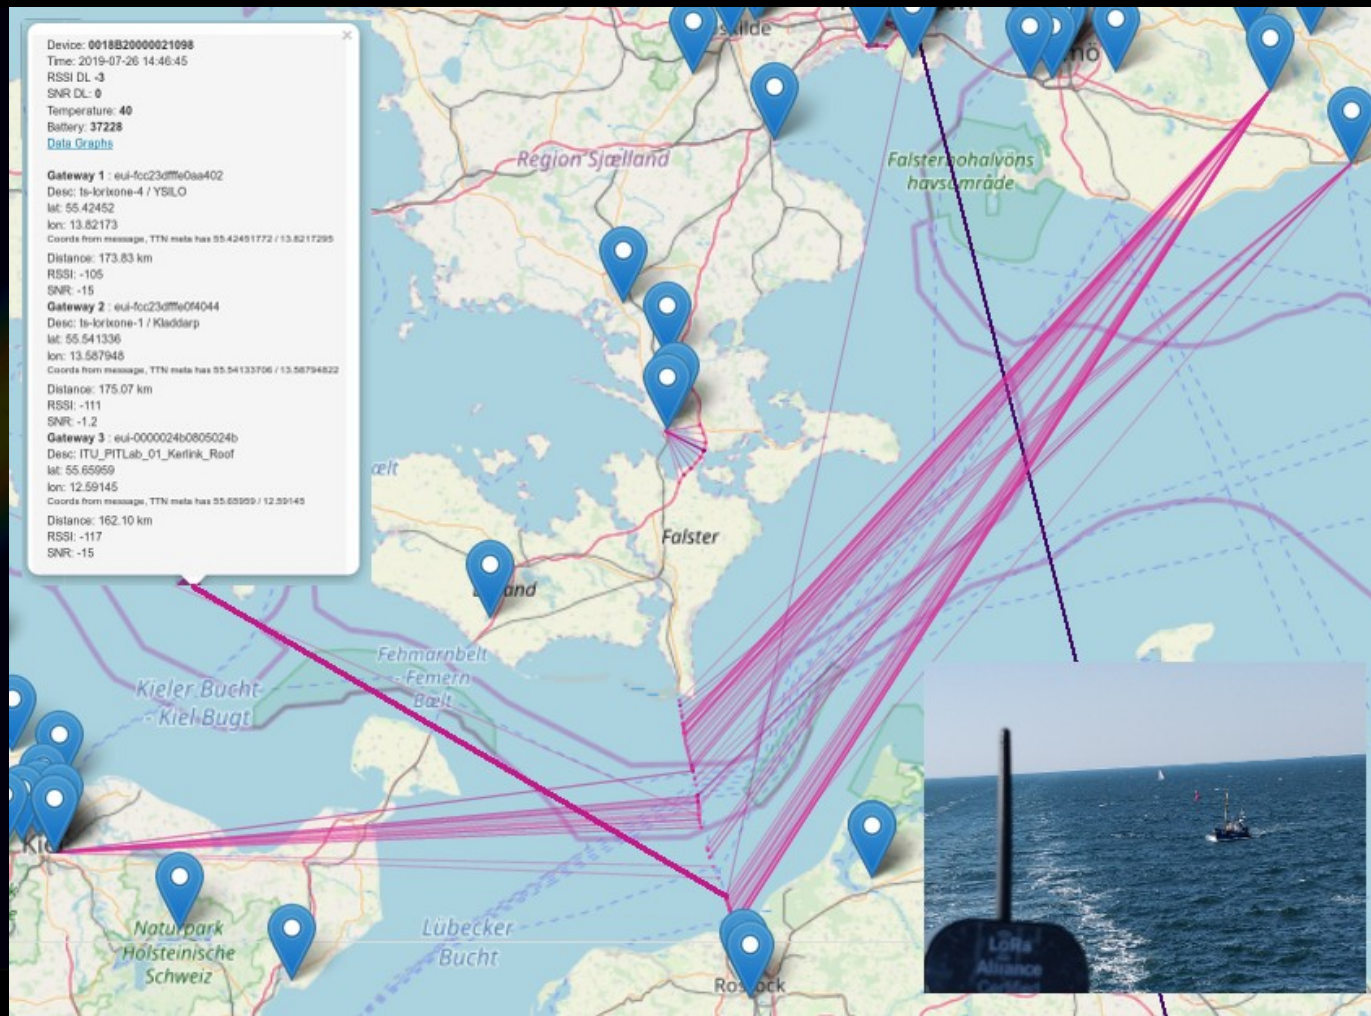 ×
Device: 0018B20000021098
Time: 2019-07-26 14:46:45
RSSI DL -3
SNR DL: 0
Temperature: 40
Battery: 37228
Data Graphs
Gateway 1 : eui-fcc23dfffe0aa402
Desc: ts-lorixone-4 / YSILO
lat: 55.42452
lon: 13.82173
Coords from message, TTN meta has 55.42451772 / 13.8217295
Distance: 173.83 km
RSSI: -105
SNR: -15
Gateway 2 : eui-fcc23dfffe0f4044
Desc: ts-lorixone-1 / Kladdarp
lat: 55.541336
lon: 13.587948
Coords from message, TTN meta has 55.54133706 / 13.58794822
Distance: 175.07 km
RSSI: -111
SNR: -1.2
Gateway 3 : eui-0000024b0805024b
Desc: ITU_PITLab_01_Kerlink_Roof
lat: 55.65959
lon: 12.59145
Coords from message, TTN meta has 55.65959 / 12.59145
Distance: 162.10 km
RSSI: -117
SNR: -15
skilde
mö
Region Sjælland
Falsterbohalvöns
havsområde
ælt
Falster
and
Fehmarnbelt
- Femern
Bælt
Kieler Bucht
- Kiel Bugt
Kie
Naturpark
Holsteinische
Schweiz
Lübecker
Bucht
Ros ock
LoRa
Alliance